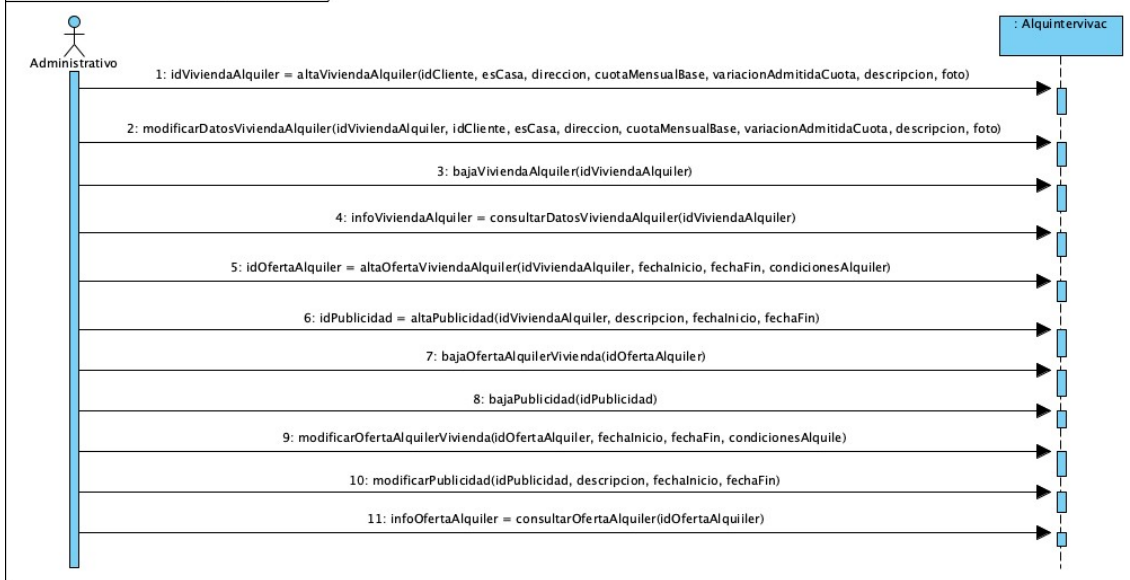 : Alquintervivac
Administrativo
1: idViviendaAlquiler = altaViviendaAlquiler(idCliente, esCasa, direccion, cuotaMensualBase, variacionAdmitidaCuota, descripcion, foto)
2: modificarDatosViviendaAlquiler(idViviendaAlquiler, idCliente, esCasa, direccion, cuotaMensualBase, variacionAdmitidaCuota, descripcion, foto)
3: bajaViviendaAlquiler(idViviendaAlquiler)
4: infoViviendaAlquiler = consultarDatosViviendaAlquiler(idViviendaAlquiler)
5: idOfertaAlquiler = altaOfertaViviendaAlquiler(idViviendaAlquiler, fechaInicio, fechaFin, condicionesAlquiler)
6: idPublicidad = altaPublicidad(idViviendaAlquiler, descripcion, fechaInicio, fechaFin)
7: bajaOfertaAlquilerVivienda(idOfertaAlquiler)
8: bajaPublicidad(idPublicidad)
9: modificarOfertaAlquilerVivienda(idOfertaAlquiler, fechaInicio, fechaFin, condicionesAlquile)
10: modificarPublicidad(idPublicidad, descripcion, fechaInicio, fechaFin)
11: infoOfertaAlquiler = consultarOfertaAlquiler(idOfertaAlquiiler)